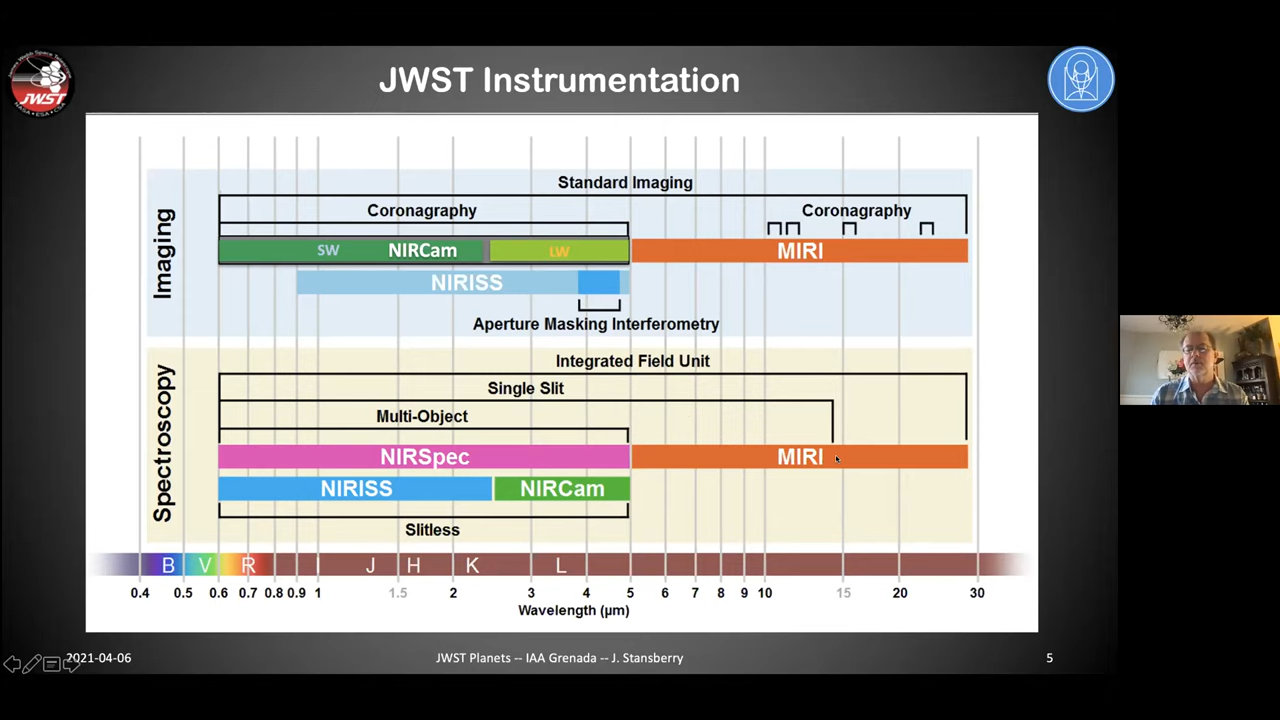 JWST Instrumentation
JWST
Imaging
Standard Imaging
Coronagraphy
Coronagraphy
SW NIRCam LW
MIRI
NIRISS
Aperture Masking Interferometry
Spectroscopy
Integrated Field Unit
Single Slit
Multi-Object
NIRSpec
MIRI
NIRISS
NIRCam
Slitless
B V R I J H K L
0.4 0.5 0.6 0.7 0.8 0.9 1 1.5 2 3 4 5 6 7 8 9 10 15 20 30
Wavelength (µm)
2021-04-06
JWST Planets -- IAA Grenada -- J. Stansberry
5